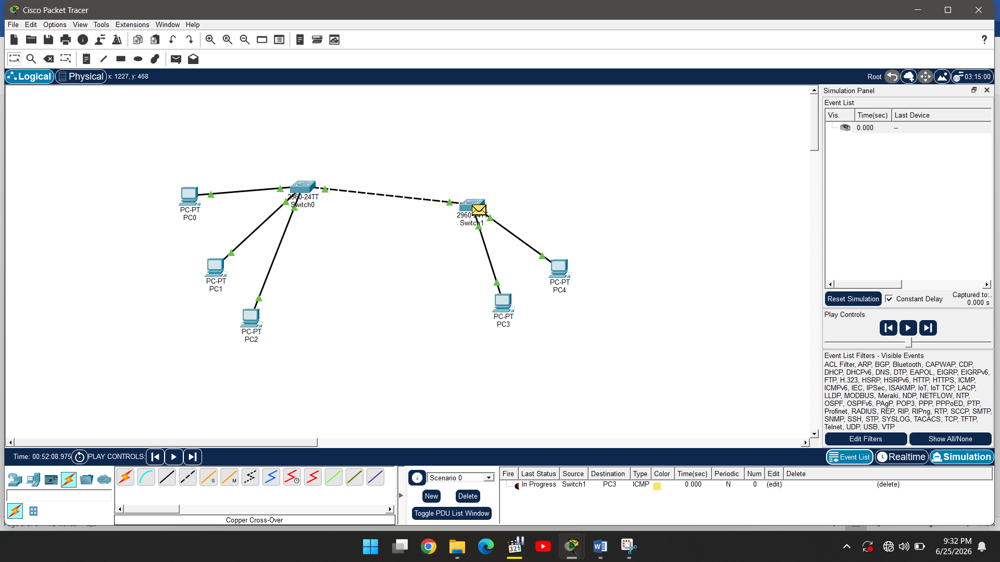 Cisco Packet Tracer
File Edit Options View Tools Extensions Window Help
Logical Physical x: 1227, y: 468 Root 03:15:00
Simulation Panel
Event List
Vis. Time(sec) Last Device
0.000 --
PC-PT
PC0
2960-24TT
Switch0
Switch1
PC-PT
PC1
PC-PT
PC2
PC-PT
PC3
PC-PT
PC4
Reset Simulation Constant Delay Captured to:
0.000 s
Play Controls
Event List Filters - Visible Events
ACL Filter, ARP, BGP, Bluetooth, CAPWAP, CDP,
DHCP, DHCPv6, DNS, DTP, EAPOL, EIGRP, EIGRPv6,
FTP, H.323, HSRP, HSRPv6, HTTP, HTTPS, ICMP,
ICMPv6, IEC, IPSec, ISAKMP, IoT, IoT TCP, LACP,
LLDP, MODBUS, Meraki, NDP, NETFLOW, NTP,
OSPF, OSPFv6, PAgP, POP3, PPP, PPPoED, PTP,
Profinet, RADIUS, REP, RIP, RIPng, RTP, SCCP, SMTP,
SNMP, SSH, STP, SYSLOG, TACACS, TCP, TFTP,
Telnet, UDP, USB, VTP
Edit Filters Show All/None
Time: 00:52:08.975 PLAY CONTROLS: Event List Realtime Simulation
S M
Copper Cross-Over
Scenario 0
New Delete
Toggle PDU List Window
Fire Last Status Source Destination Type Color Time(sec) Periodic Num Edit Delete
In Progress Switch1 PC3 ICMP 0.000 N 0 (edit) (delete)
321
9:32 PM
6/25/2026